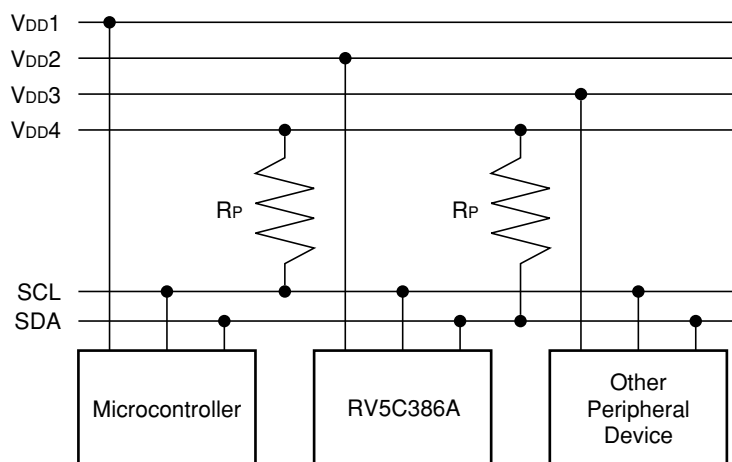 VDD1
VDD2
VDD3
VDD4
RP
RP
SCL
SDA
Microcontroller
RV5C386A
Other
Peripheral
Device